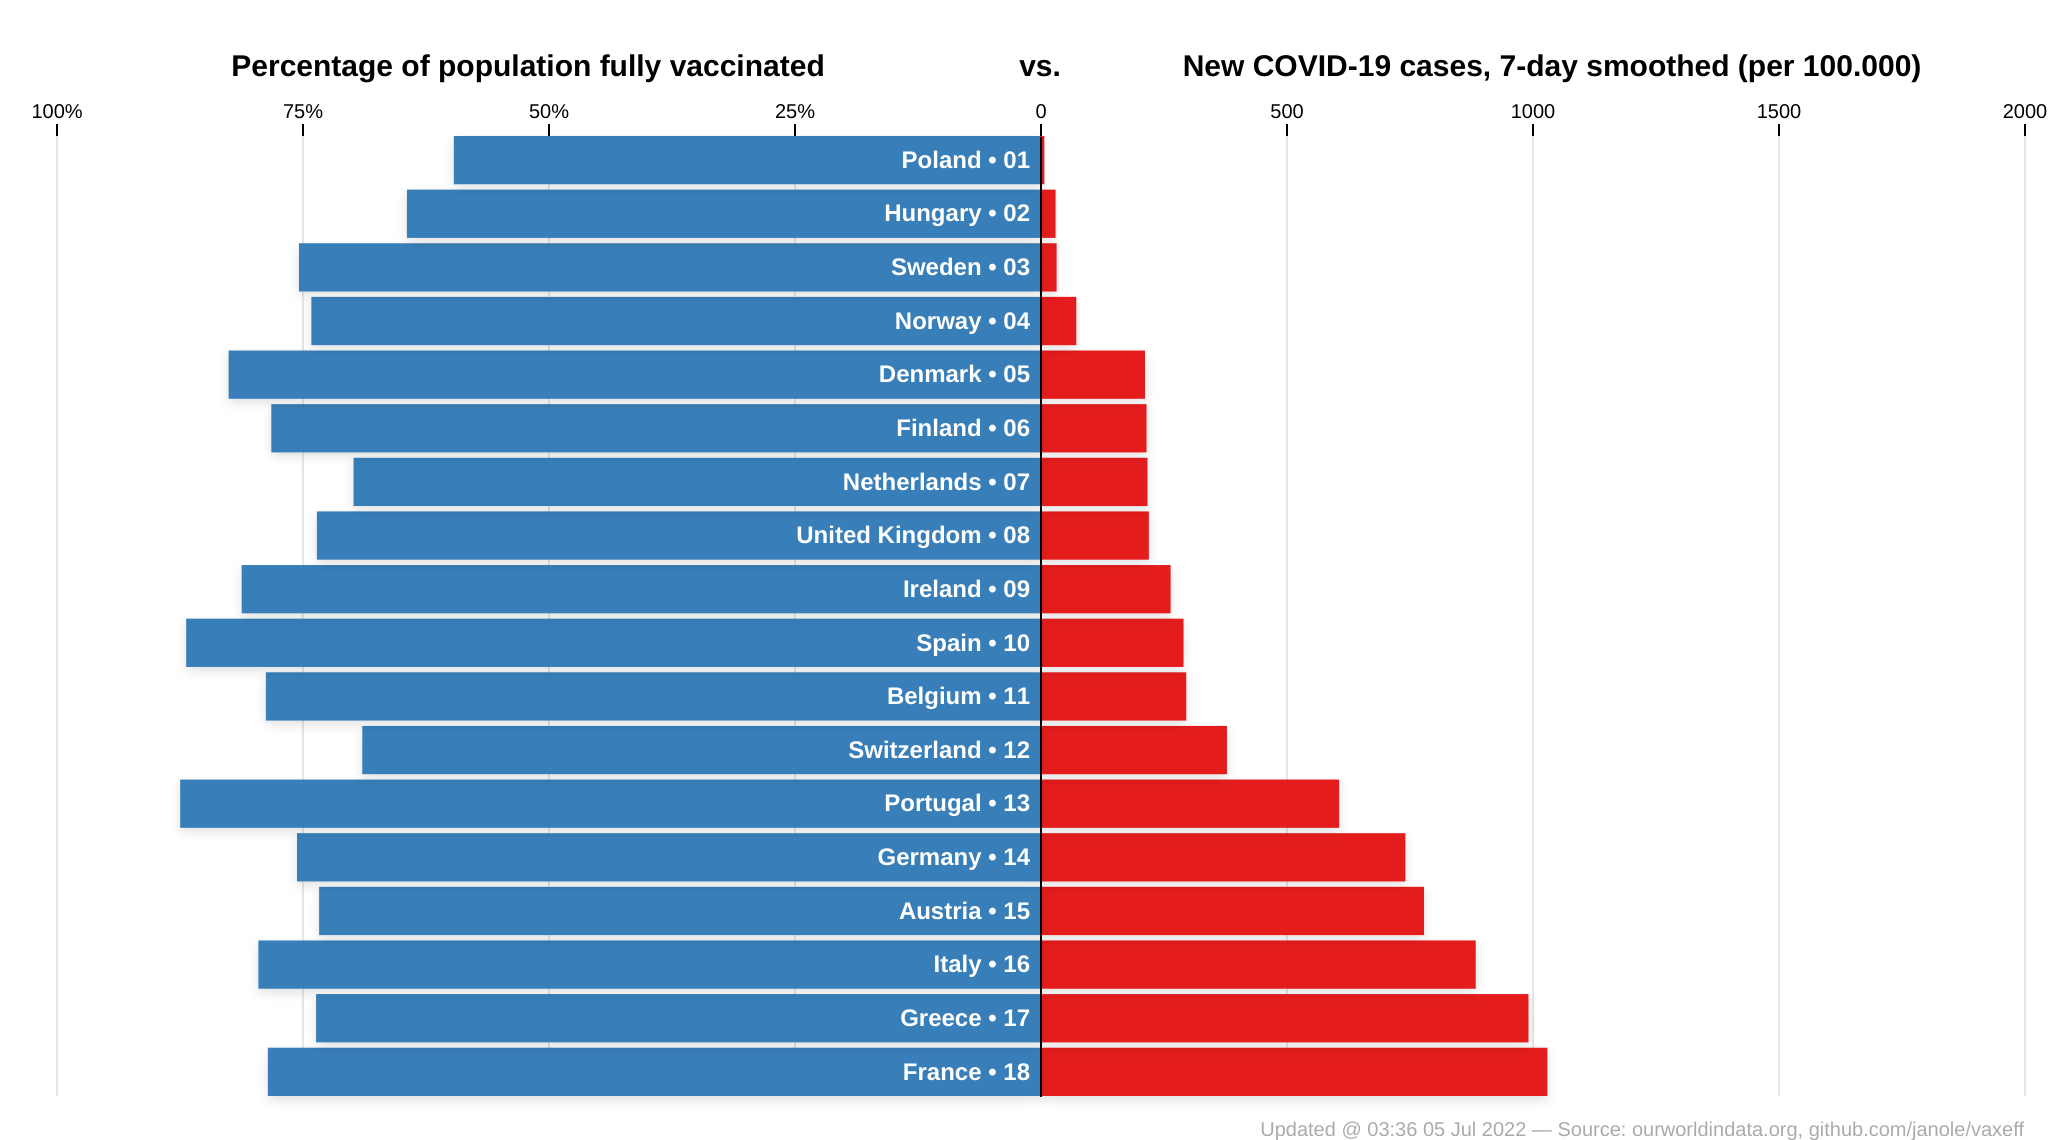 Percentage of population fully vaccinated vs. New COVID-19 cases, 7-day smoothed (per 100.000)
100% 75% 50% 25% 0 500 1000 1500 2000
Poland • 01
Hungary • 02
Sweden • 03
Norway • 04
Denmark • 05
Finland • 06
Netherlands • 07
United Kingdom • 08
Ireland • 09
Spain • 10
Belgium • 11
Switzerland • 12
Portugal • 13
Germany • 14
Austria • 15
Italy • 16
Greece • 17
France • 18
Updated @ 03:36 05 Jul 2022 — Source: ourworldindata.org, github.com/janole/vaxeff